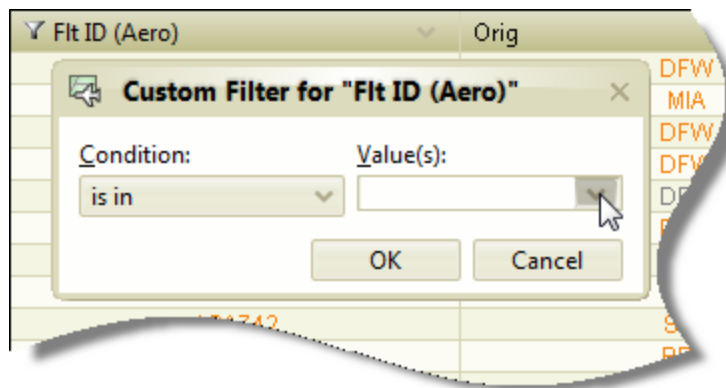 Flt ID (Aero) Orig
DFW
Custom Filter for "Flt ID (Aero)"
MIA
DFW
Condition: Value(s):
DFW
is in
OK Cancel